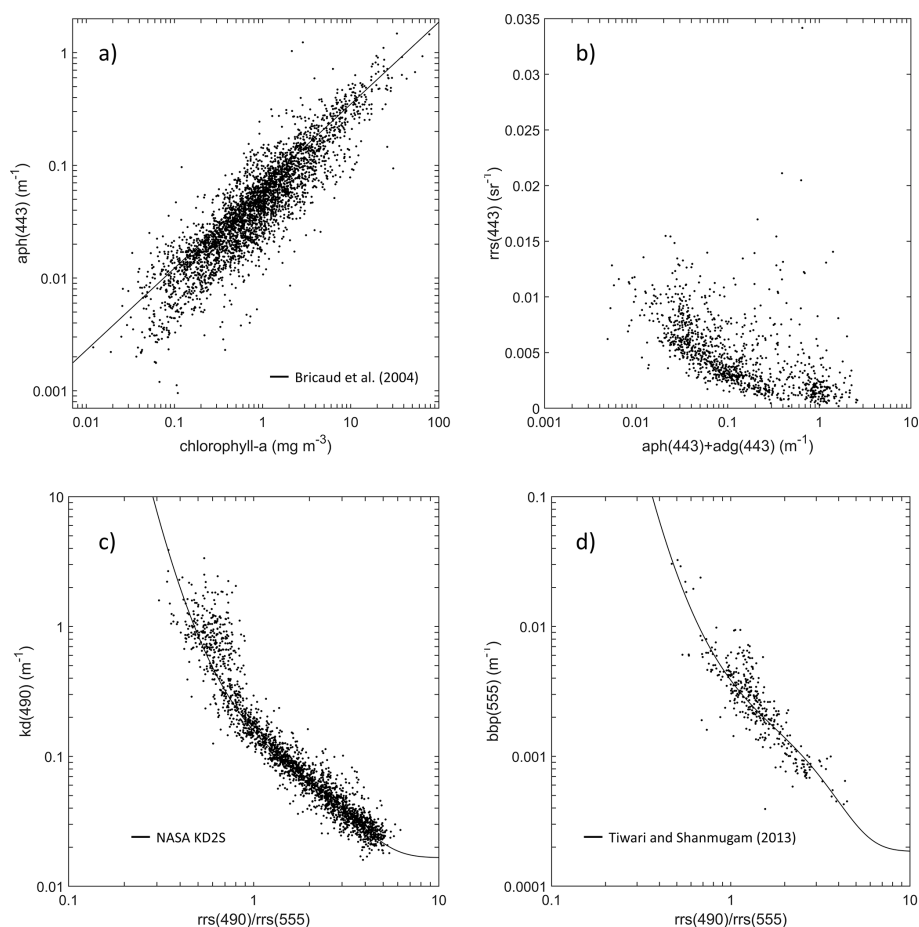 a)
1
0.1
0.01
0.001
aph(443) (m⁻¹)
0.01 0.1 1 10 100
chlorophyll-a (mg m⁻³)
Bricaud et al. (2004)
b)
0.035
0.03
0.025
0.02
0.015
0.01
0.005
0
rrs(443) (sr⁻¹)
0.001 0.01 0.1 1 10
aph(443)+adg(443) (m⁻¹)
c)
10
1
0.1
0.01
kd(490) (m⁻¹)
NASA KD2S
0.1 1 10
rrs(490)/rrs(555)
d)
0.1
0.01
0.001
0.0001
bbp(555) (m⁻¹)
Tiwari and Shanmugam (2013)
0.1 1 10
rrs(490)/rrs(555)